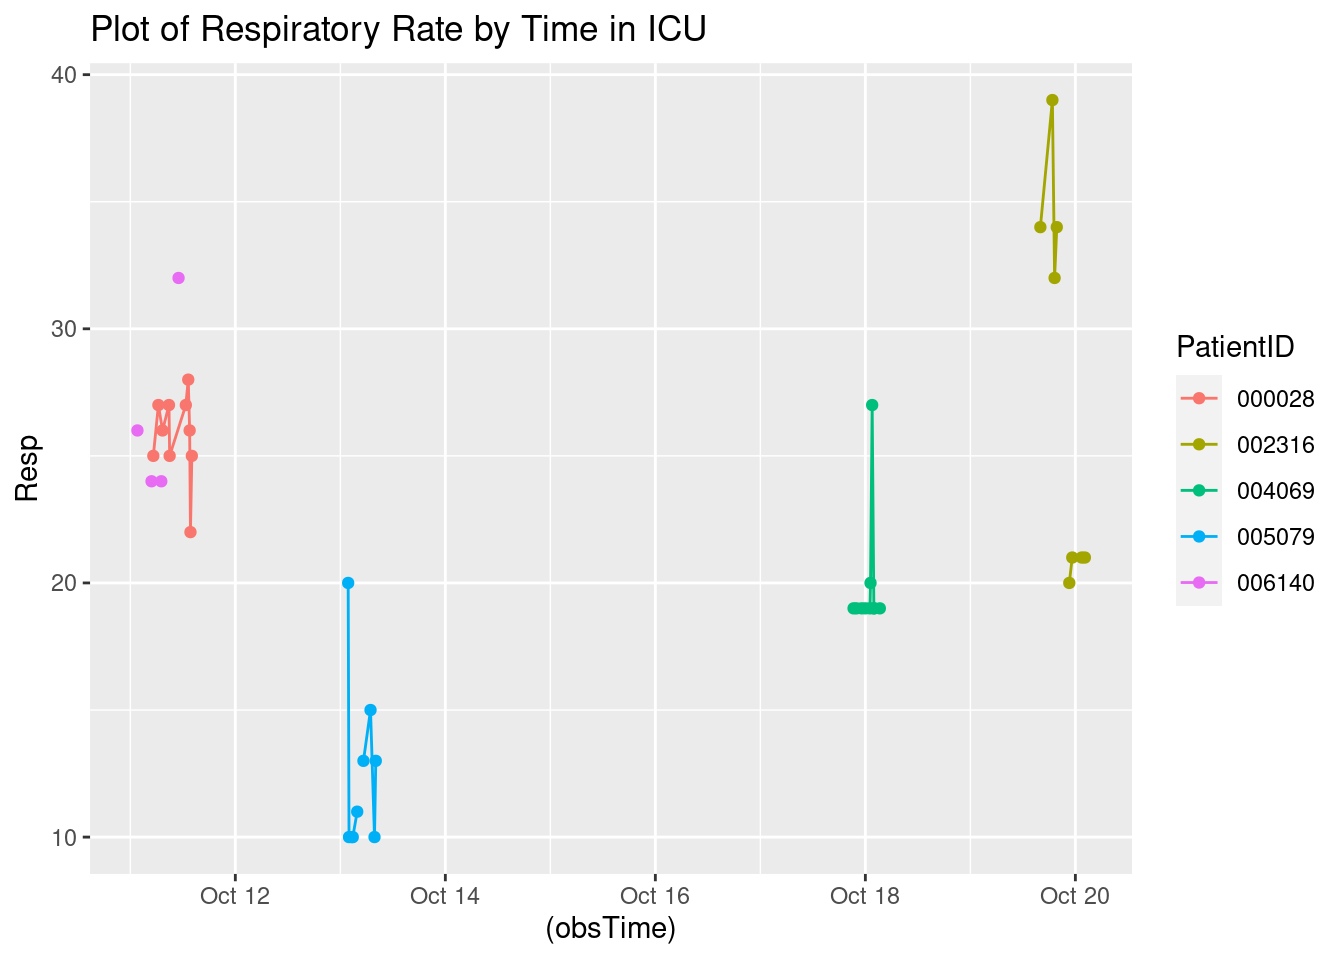 Plot of Respiratory Rate by Time in ICU
40
30
20
10
Resp
Oct 12
Oct 14
Oct 16
Oct 18
Oct 20
(obsTime)
PatientID
000028
002316
004069
005079
006140